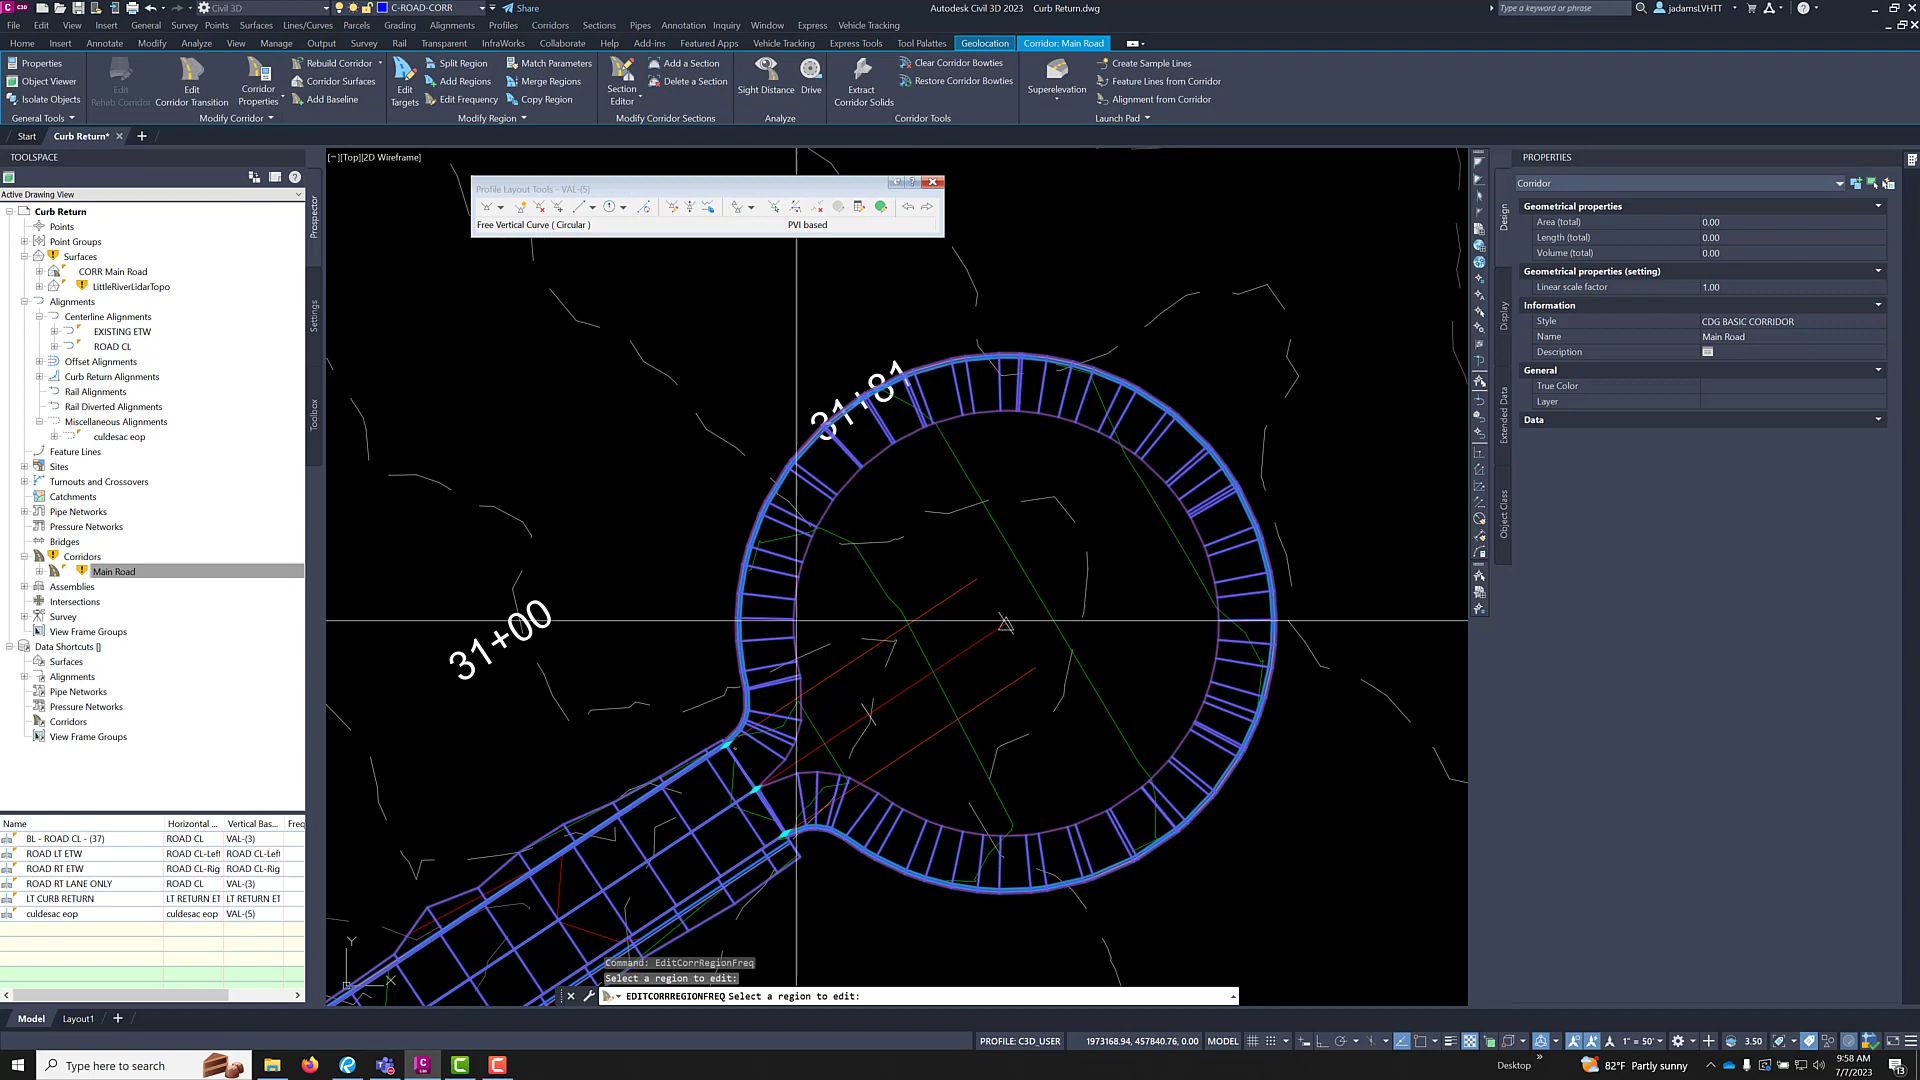 Civil 3D
C-ROAD-CORR
Share
Autodesk Civil 3D 2023 Curb Return.dwg
Type a keyword or phrase
jadamsLVHTT
File Edit View Insert General Survey Points Surfaces Lines/Curves Parcels Grading Alignments Profiles Corridors Sections Pipes Annotation Inquiry Window Express Vehicle Tracking
Home Insert Annotate Modify Analyze View Manage Output Survey Rail Transparent InfraWorks Collaborate Help Add-ins Featured Apps Vehicle Tracking Express Tools Tool Palettes Geolocation Corridor: Main Road
Properties
Object Viewer
Isolate Objects
General Tools
Edit
Rehab Corridor
Edit
Corridor Transition
Corridor
Properties
Rebuild Corridor
Corridor Surfaces
Add Baseline
Modify Corridor
Edit
Targets
Split Region
Add Regions
Edit Frequency
Match Parameters
Merge Regions
Copy Region
Modify Region
Section
Editor
Add a Section
Delete a Section
Modify Corridor Sections
Sight Distance
Drive
Analyze
Extract
Corridor Solids
Clear Corridor Bowties
Restore Corridor Bowties
Corridor Tools
Superelevation
Create Sample Lines
Feature Lines from Corridor
Alignment from Corridor
Launch Pad
Start
Curb Return*
TOOLSPACE
Active Drawing View
Curb Return
Points
Point Groups
Surfaces
CORR Main Road
LittleRiverLidarTopo
Alignments
Centerline Alignments
EXISTING ETW
ROAD CL
Offset Alignments
Curb Return Alignments
Rail Alignments
Rail Diverted Alignments
Miscellaneous Alignments
culdesac eop
Feature Lines
Sites
Turnouts and Crossovers
Catchments
Pipe Networks
Pressure Networks
Bridges
Corridors
Main Road
Assemblies
Intersections
Survey
View Frame Groups
Data Shortcuts []
Surfaces
Alignments
Pipe Networks
Pressure Networks
Corridors
View Frame Groups
Prospector
Settings
Toolbox
Name Horizontal ... Vertical Bas... Freq
BL - ROAD CL - (37) ROAD CL VAL-(3)
ROAD LT ETW ROAD CL-Left ROAD CL-Left
ROAD RT ETW ROAD CL-Rig ROAD CL-Rig
ROAD RT LANE ONLY ROAD CL VAL-(3)
LT CURB RETURN LT RETURN ET LT RETURN ET
culdesac eop culdesac eop VAL-(5)
[−][Top][2D Wireframe]
Profile Layout Tools - VAL-(5)
Free Vertical Curve ( Circular ) PVI based
31+81
31+00
Y
X
Command: EditCorrRegionFreq
Select a region to edit:
EDITCORRREGIONFREQ Select a region to edit:
PROPERTIES
Corridor
Design
Display
Extended Data
Object Class
Geometrical properties
Area (total) 0.00
Length (total) 0.00
Volume (total) 0.00
Geometrical properties (setting)
Linear scale factor 1.00
Information
Style CDG BASIC CORRIDOR
Name Main Road
Description
General
True Color
Layer
Data
Model Layout1
PROFILE: C3D_USER 1973168.94, 457840.76, 0.00 MODEL 1" = 50' 3.50
Type here to search
Desktop
82°F Partly sunny
9:58 AM
7/7/2023
13